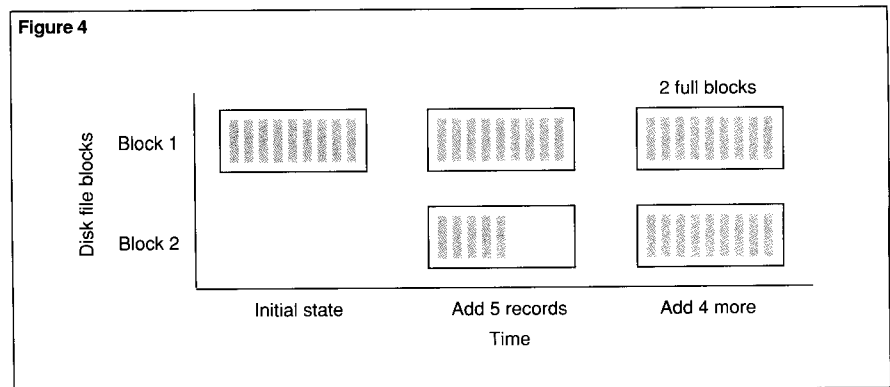 Figure 4
2 full blocks
Disk file blocks
Block 1
Block 2
Initial state
Add 5 records
Add 4 more
Time